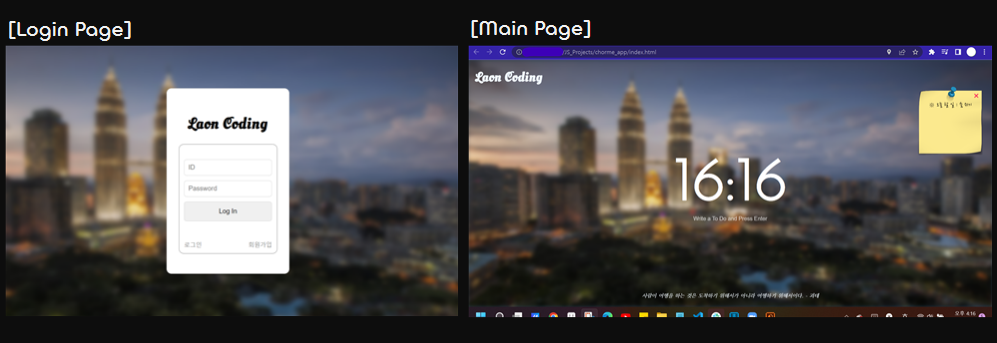 [Login Page]
Laon Coding
ID
Password
Log In
로그인
회원가입
[Main Page]
/JS_Projects/chorme_app/index.html
Laon Coding
16:16
Write a To Do and Press Enter
사람이 여행을 하는 것은 도착하기 위해서가 아니라 여행하기 위해서이다. - 괴테
오후 4:16